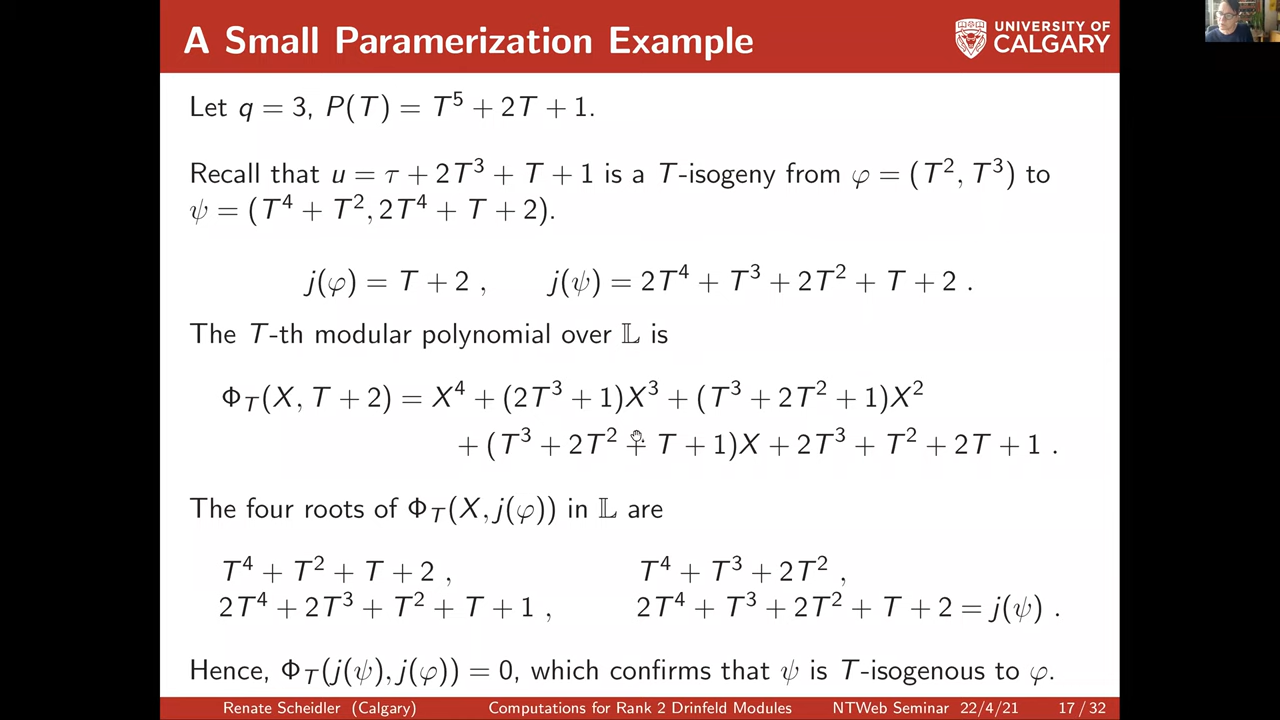 A Small Paramerization Example
UNIVERSITY OF
CALGARY
Let q = 3, P(T) = T⁵ + 2T + 1.
Recall that u = τ + 2T³ + T + 1 is a T-isogeny from φ = (T², T³) to
ψ = (T⁴ + T², 2T⁴ + T + 2).
j(φ) = T + 2 , j(ψ) = 2T⁴ + T³ + 2T² + T + 2 .
The T-th modular polynomial over 𝕃 is
Φ_T(X, T + 2) = X⁴ + (2T³ + 1)X³ + (T³ + 2T² + 1)X²
+ (T³ + 2T² + T + 1)X + 2T³ + T² + 2T + 1 .
The four roots of Φ_T(X, j(φ)) in 𝕃 are
T⁴ + T² + T + 2 , T⁴ + T³ + 2T² ,
2T⁴ + 2T³ + T² + T + 1 , 2T⁴ + T³ + 2T² + T + 2 = j(ψ) .
Hence, Φ_T(j(ψ), j(φ)) = 0, which confirms that ψ is T-isogenous to φ.
Renate Scheidler (Calgary) Computations for Rank 2 Drinfeld Modules NTWeb Seminar 22/4/21 17 / 32